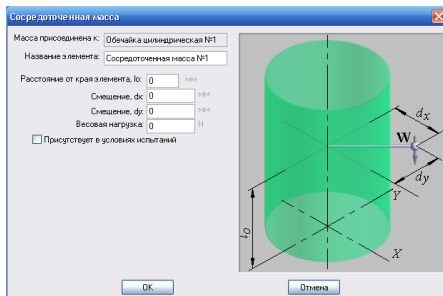 Сосредоточенная масса
Масса присоединена к: Обечайка цилиндрическая №1
Название элемента: Сосредоточенная масса №1
Расстояние от края элемента, lo: 0 мм
Смещение, dx: 0 мм
Смещение, dy: 0 мм
Весовая нагрузка: 0 Н
Присутствует в условиях испытаний
dx
W
dy
Y
lo
X
OK
Отмена